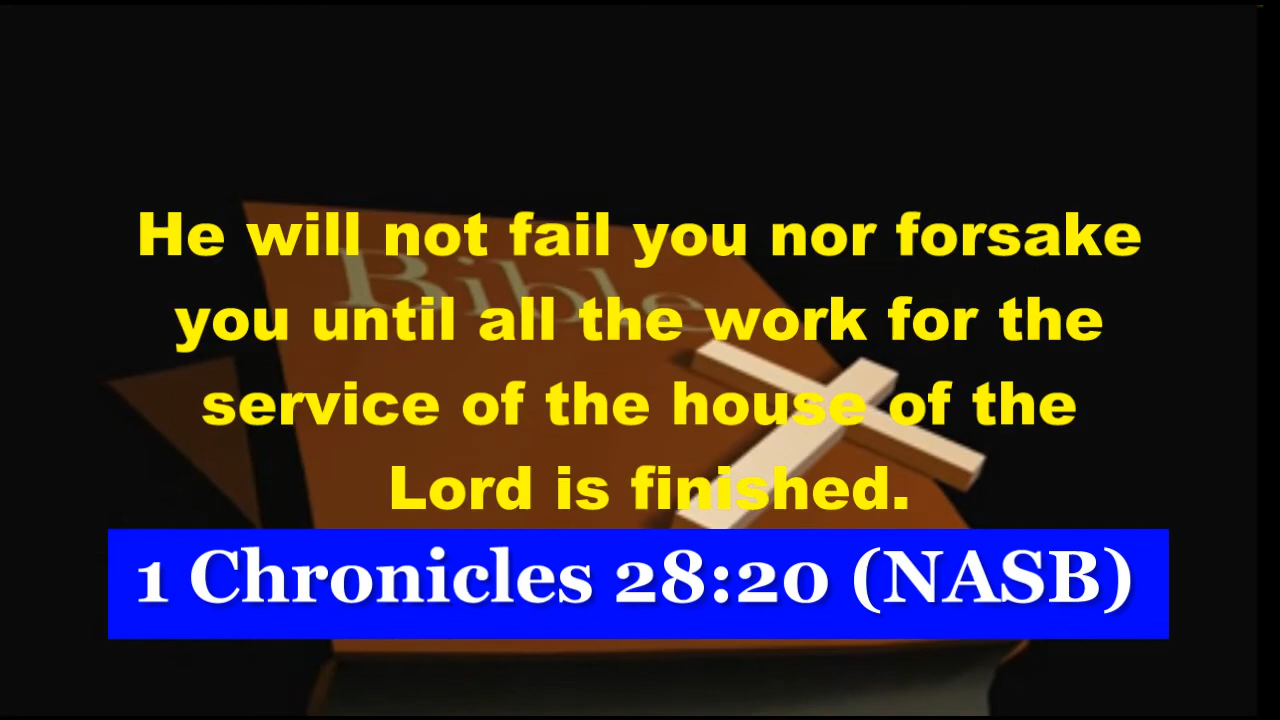 Bible
He will not fail you nor forsake
you until all the work for the
service of the house of the
Lord is finished.
1 Chronicles 28:20 (NASB)